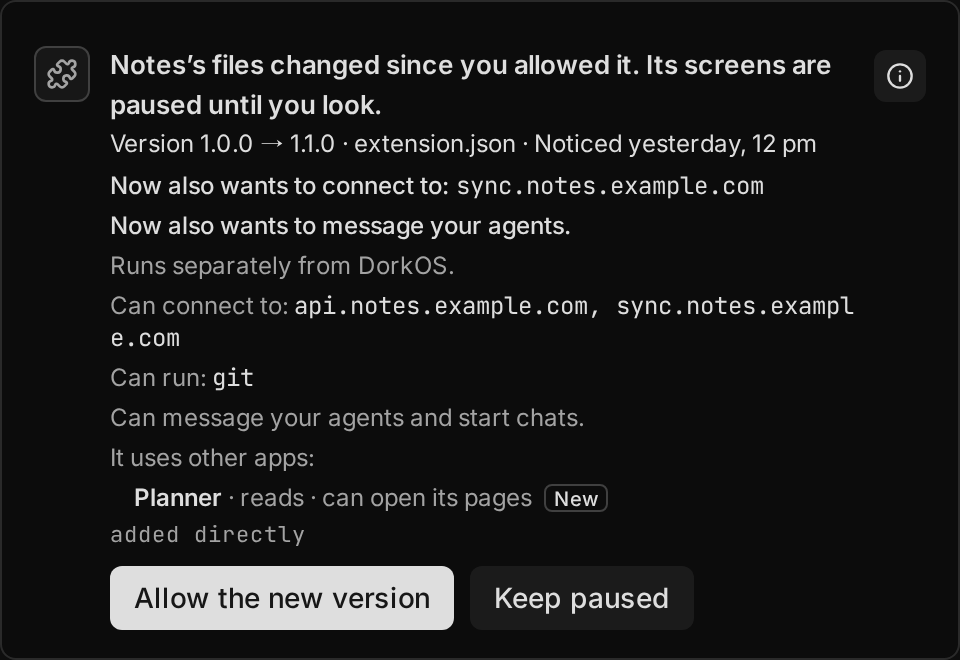 Notes’s files changed since you allowed it. Its screens are
paused until you look.
Version 1.0.0 → 1.1.0 · extension.json · Noticed yesterday, 12 pm
Now also wants to connect to: sync.notes.example.com
Now also wants to message your agents.
Runs separately from DorkOS.
Can connect to: api.notes.example.com, sync.notes.exampl
e.com
Can run: git
Can message your agents and start chats.
It uses other apps:
Planner · reads · can open its pages New
added directly
Allow the new version Keep paused